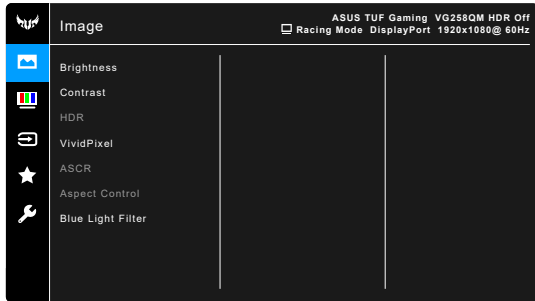 Image
ASUS TUF Gaming VG258QM HDR Off
Racing Mode DisplayPort 1920x1080@ 60Hz
Brightness
Contrast
HDR
VividPixel
ASCR
Aspect Control
Blue Light Filter